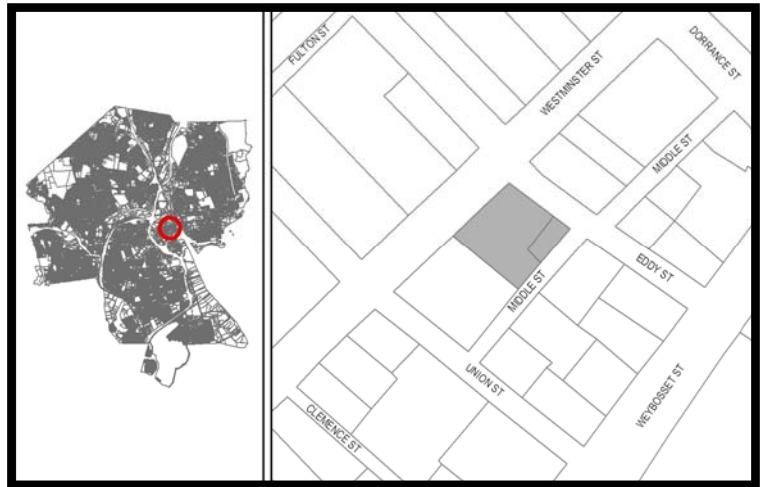 FULTON ST
DORRANCE ST
WESTMINSTER ST
MIDDLE ST
EDDY ST
MIDDLE ST
UNION ST
WEYBOSSET ST
CLEMENCE ST